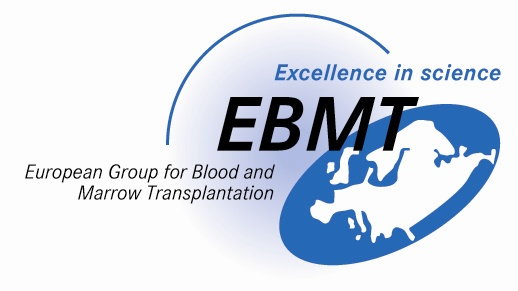 Excellence in science
EBMT
European Group for Blood and
Marrow Transplantation